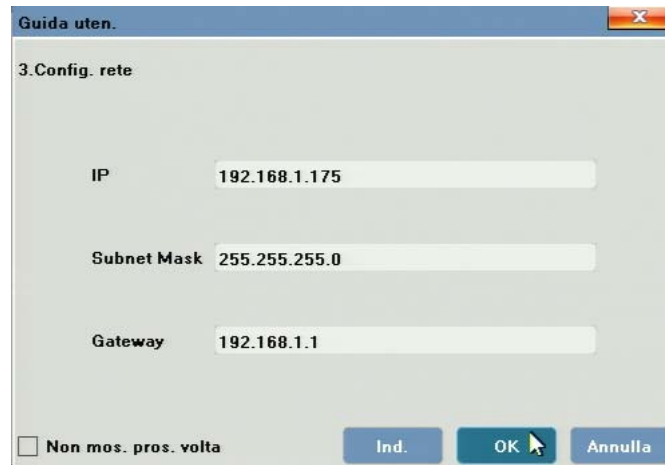 Guida uten.
3.Config. rete
IP 192.168.1.175
Subnet Mask 255.255.255.0
Gateway 192.168.1.1
Non mos. pros. volta Ind. OK Annulla